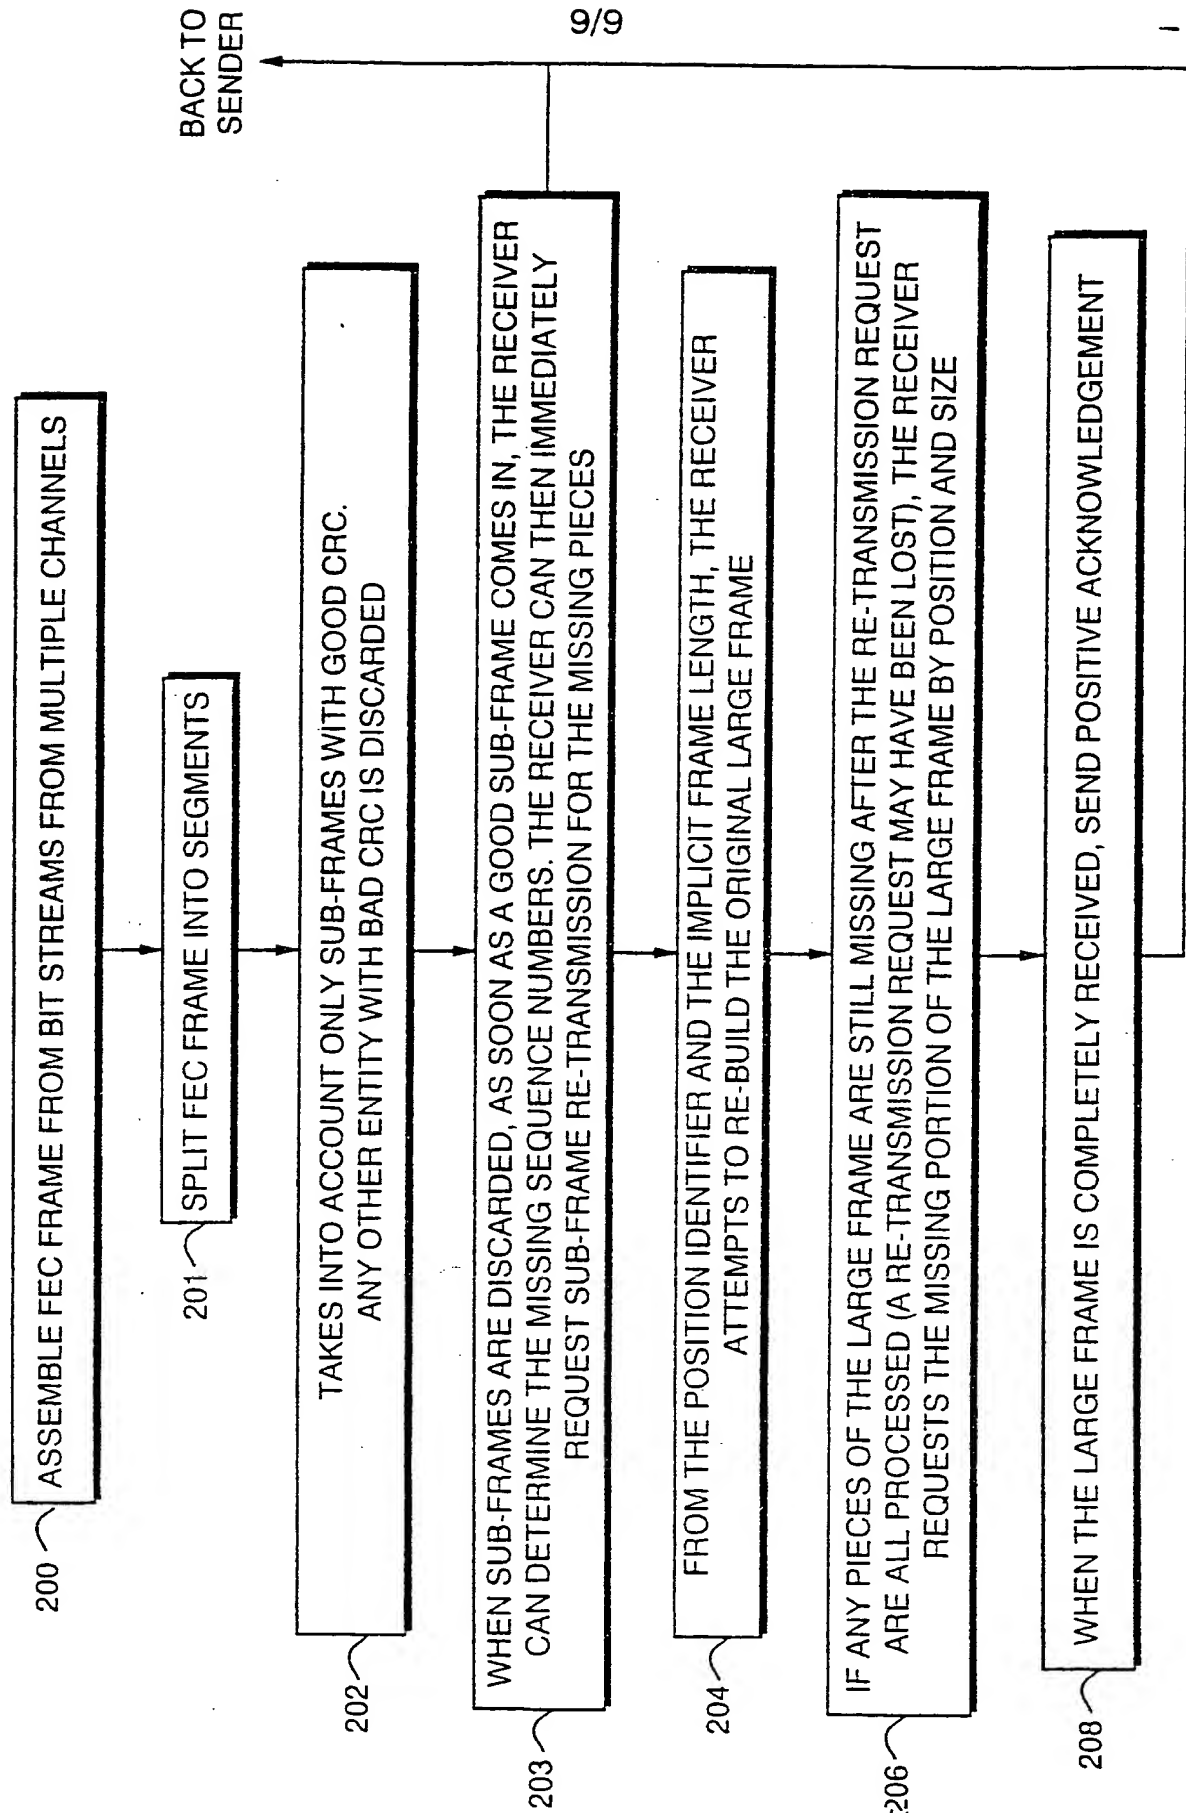 200
ASSEMBLE FEC FRAME FROM BIT STREAMS FROM MULTIPLE CHANNELS
201
SPLIT FEC FRAME INTO SEGMENTS
BACK TO
SENDER
202
TAKES INTO ACCOUNT ONLY SUB-FRAMES WITH GOOD CRC.
ANY OTHER ENTITY WITH BAD CRC IS DISCARDED
203
WHEN SUB-FRAMES ARE DISCARDED, AS SOON AS A GOOD SUB-FRAME COMES IN, THE RECEIVER
CAN DETERMINE THE MISSING SEQUENCE NUMBERS. THE RECEIVER CAN THEN IMMEDIATELY
REQUEST SUB-FRAME RE-TRANSMISSION FOR THE MISSING PIECES
9/9
204
FROM THE POSITION IDENTIFIER AND THE IMPLICIT FRAME LENGTH, THE RECEIVER
ATTEMPTS TO RE-BUILD THE ORIGINAL LARGE FRAME
206
IF ANY PIECES OF THE LARGE FRAME ARE STILL MISSING AFTER THE RE-TRANSMISSION REQUEST
ARE ALL PROCESSED (A RE-TRANSMISSION REQUEST MAY HAVE BEEN LOST), THE RECEIVER
REQUESTS THE MISSING PORTION OF THE LARGE FRAME BY POSITION AND SIZE
208
WHEN THE LARGE FRAME IS COMPLETELY RECEIVED, SEND POSITIVE ACKNOWLEDGEMENT